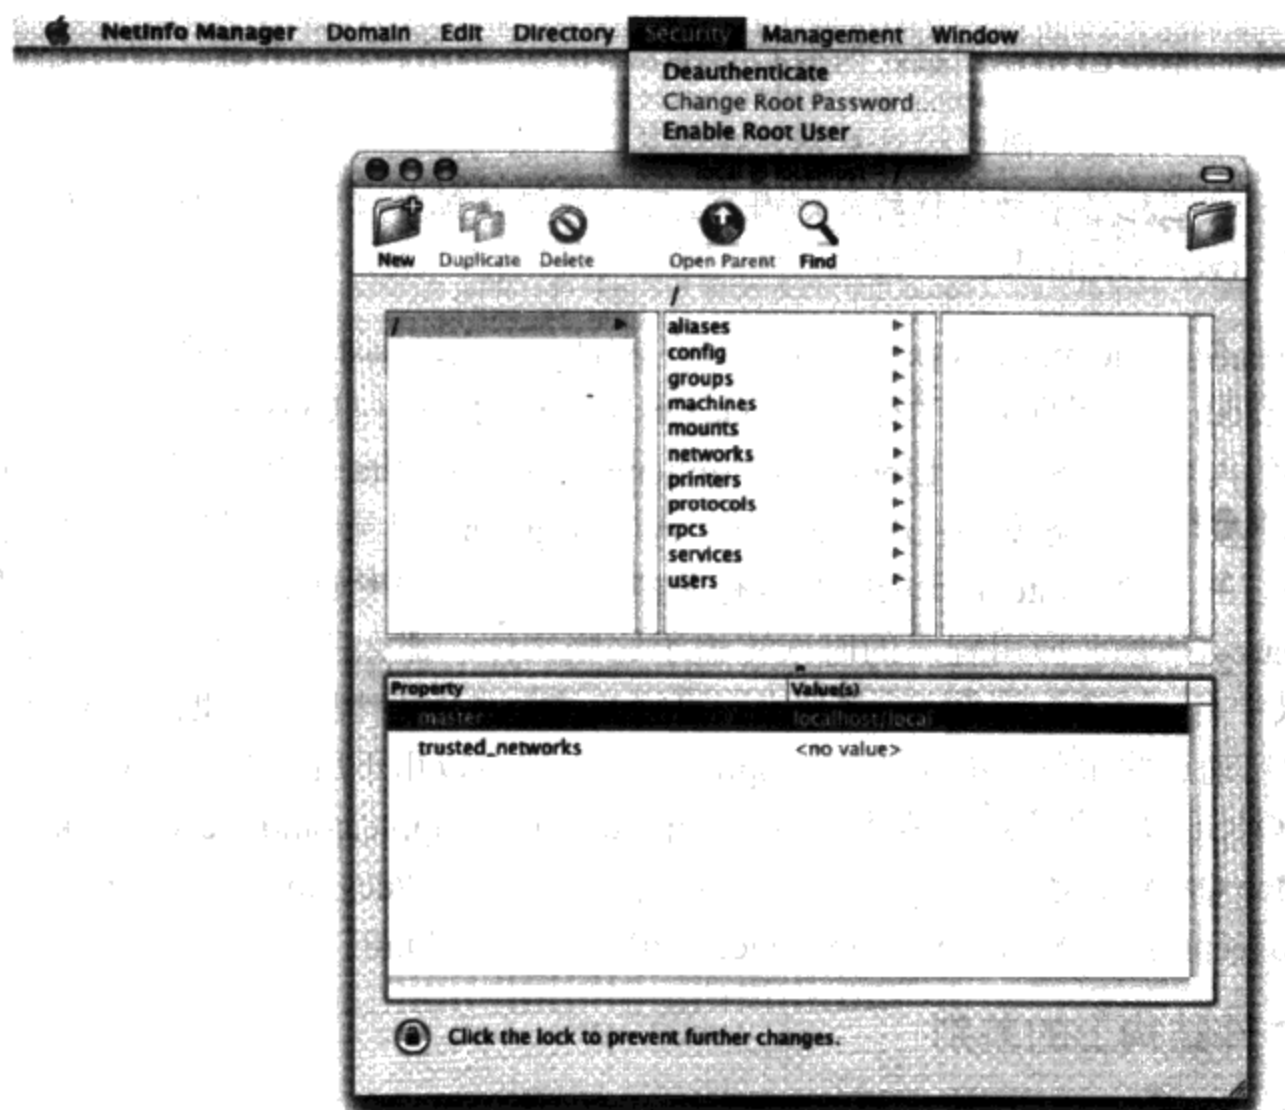 NetInfo Manager Domain Edit Directory Security Management Window
Deauthenticate
Change Root Password...
Enable Root User
local @ localhost - /
New Duplicate Delete Open Parent Find
/
/
aliases
config
groups
machines
mounts
networks
printers
protocols
rpcs
services
users
Property Value(s)
master localhost/local
trusted_networks <no value>
Click the lock to prevent further changes.